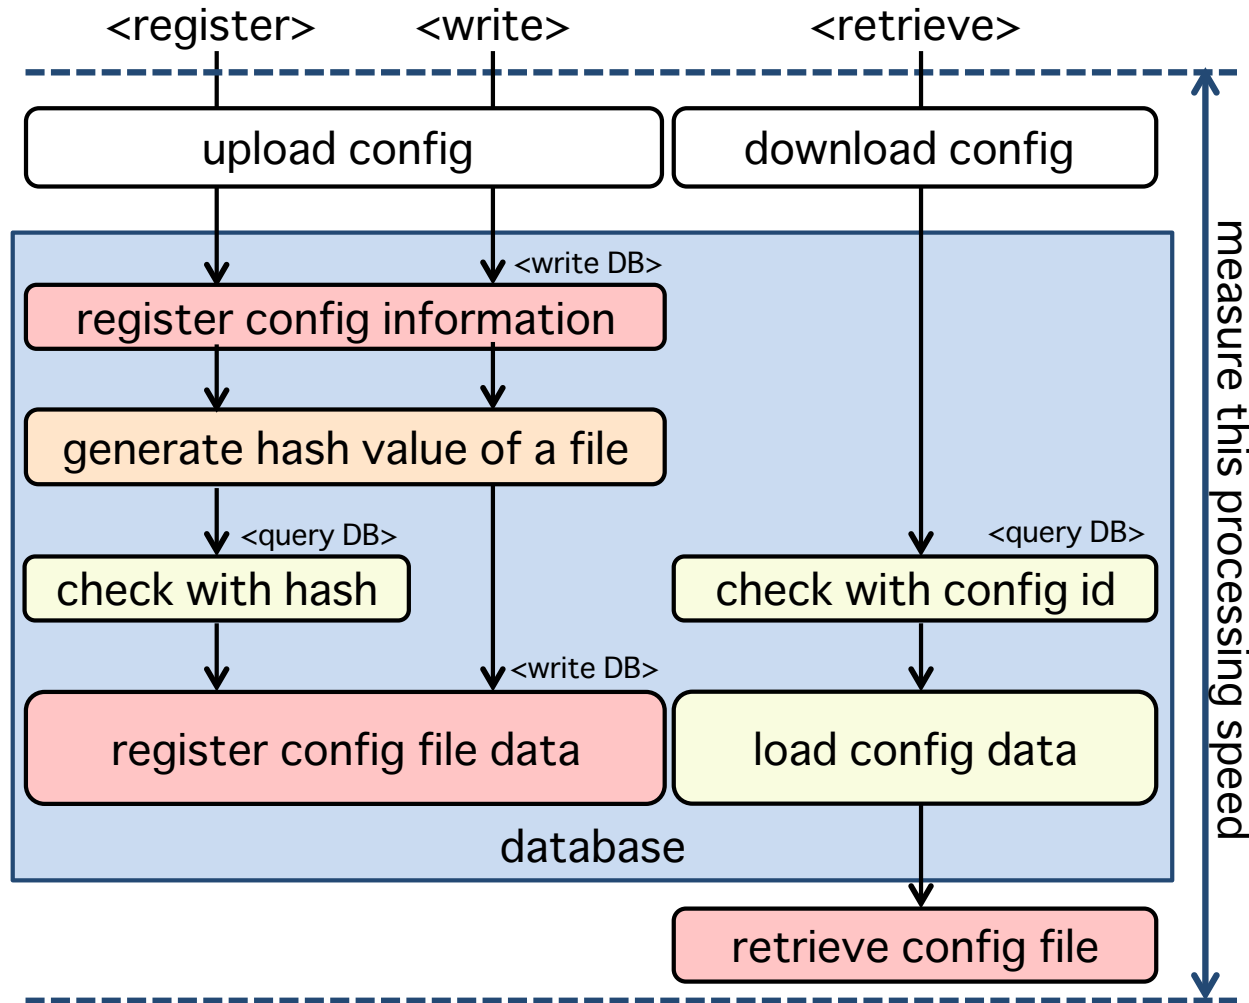 <register>
<write>
<retrieve>
upload config
download config
<write DB>
register config information
generate hash value of a file
<query DB>
<query DB>
check with hash
check with config id
<write DB>
register config file data
load config data
database
retrieve config file
measure this processing speed